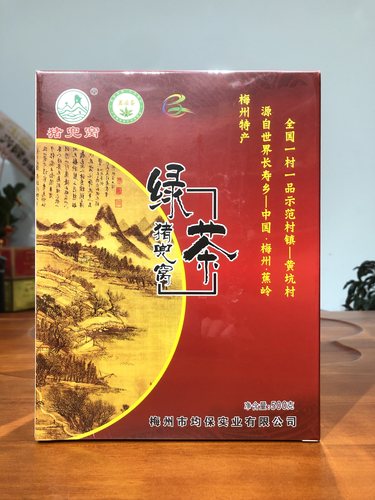 猪兜窝
®
全国一村一品示范村镇—黄坑村
源自世界长寿乡—中国·梅州蕉岭
梅州特产
绿茶
猪兜窝
净含量:500克
梅州市均保实业有限公司